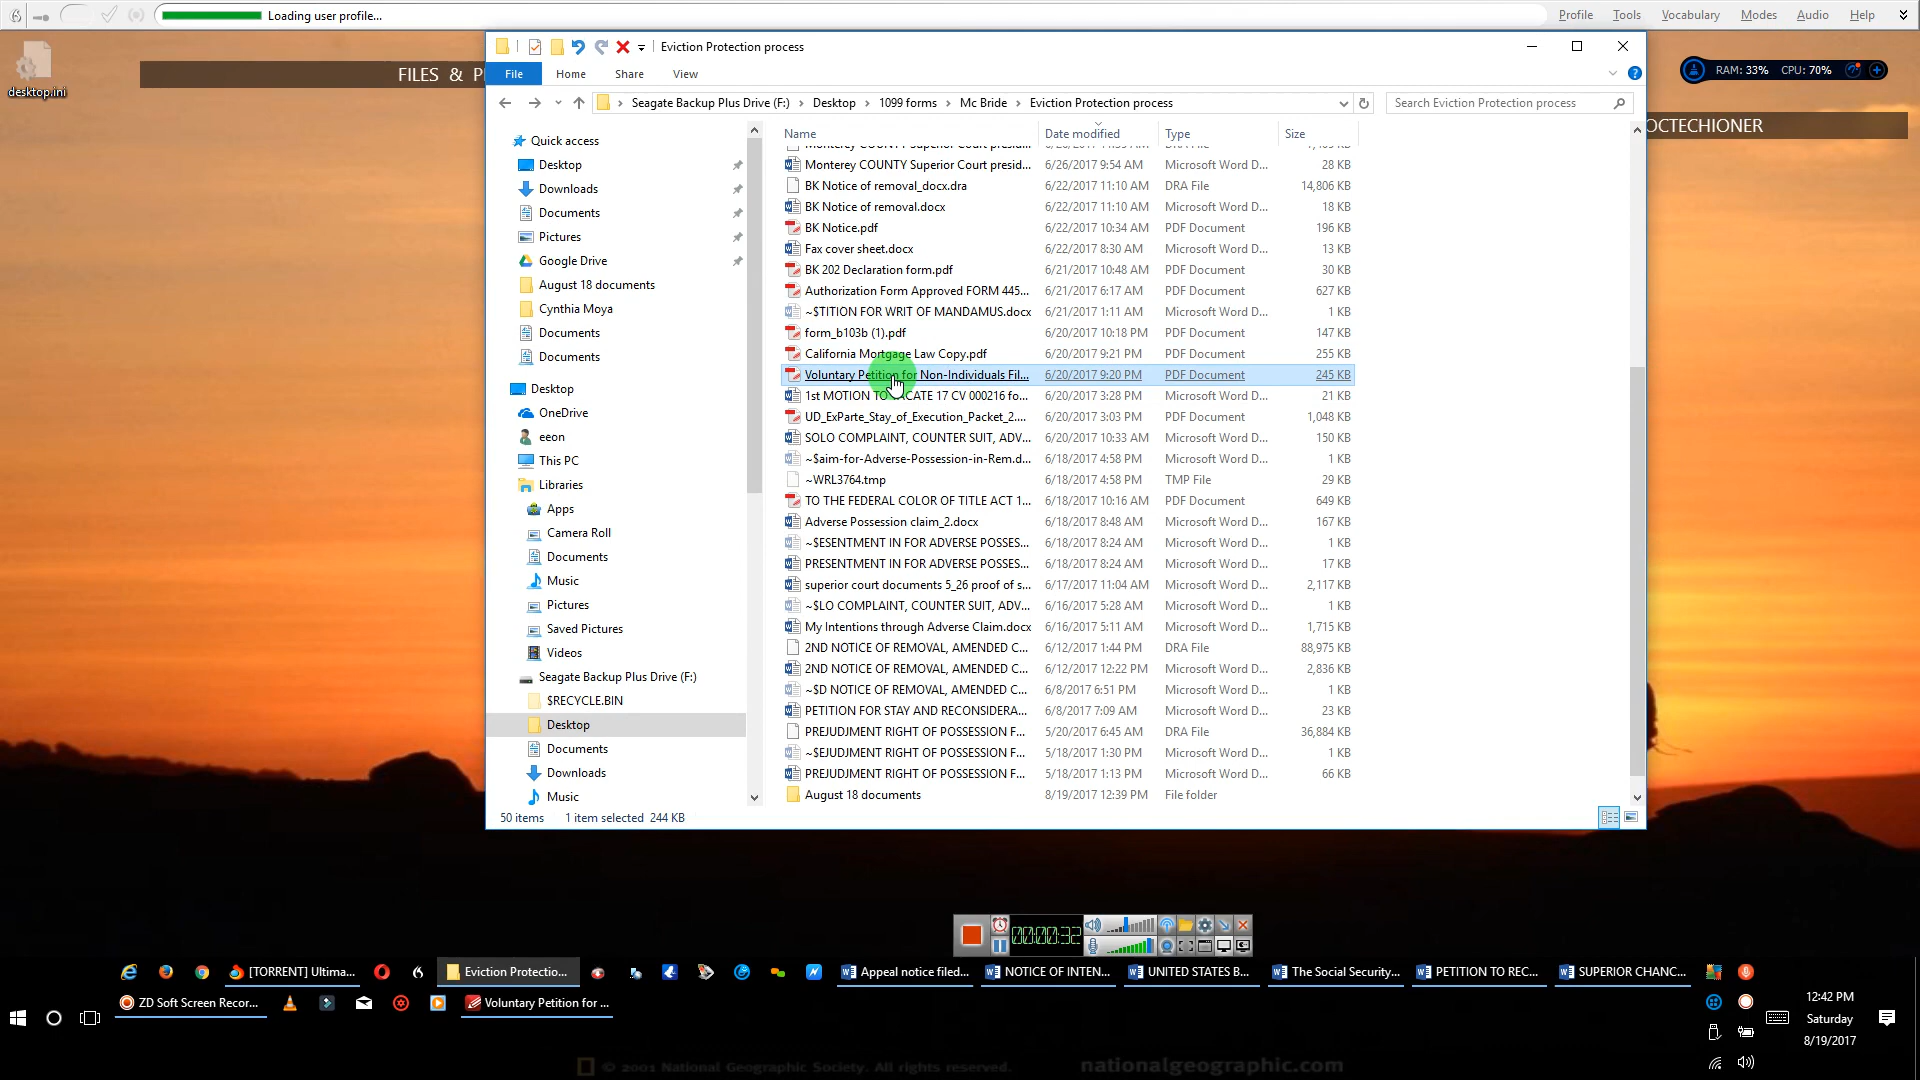 Loading user profile...
Profile Tools Vocabulary Modes Audio Help
desktop.ini
FILES & P
Eviction Protection process
File Home Share View
RAM: 33% CPU: 70%
OCTECHIONER
Seagate Backup Plus Drive (F:) Desktop 1099 forms Mc Bride Eviction Protection process
Search Eviction Protection process
Quick access
Desktop
Downloads
Documents
Pictures
Google Drive
August 18 documents
Cynthia Moya
Documents
Documents
Desktop
OneDrive
eeon
This PC
Libraries
Apps
Camera Roll
Documents
Music
Pictures
Saved Pictures
Videos
Seagate Backup Plus Drive (F:)
$RECYCLE.BIN
Desktop
Documents
Downloads
Music
Name Date modified Type Size
Monterey COUNTY Superior Court presid... 6/26/2017 9:54 AM Microsoft Word D... 28 KB
BK Notice of removal_docx.dra 6/22/2017 11:10 AM DRA File 14,806 KB
BK Notice of removal.docx 6/22/2017 11:10 AM Microsoft Word D... 18 KB
BK Notice.pdf 6/22/2017 10:34 AM PDF Document 196 KB
Fax cover sheet.docx 6/22/2017 8:30 AM Microsoft Word D... 13 KB
BK 202 Declaration form.pdf 6/21/2017 10:48 AM PDF Document 30 KB
Authorization Form Approved FORM 445... 6/21/2017 6:17 AM PDF Document 627 KB
~$TITION FOR WRIT OF MANDAMUS.docx 6/21/2017 1:11 AM Microsoft Word D... 1 KB
form_b103b (1).pdf 6/20/2017 10:18 PM PDF Document 147 KB
California Mortgage Law Copy.pdf 6/20/2017 9:21 PM PDF Document 255 KB
Voluntary Petition for Non-Individuals Fil... 6/20/2017 9:20 PM PDF Document 245 KB
1st MOTION TO VACATE 17 CV 000216 fo... 6/20/2017 3:28 PM Microsoft Word D... 21 KB
UD_ExParte_Stay_of_Execution_Packet_2.... 6/20/2017 3:03 PM PDF Document 1,048 KB
SOLO COMPLAINT, COUNTER SUIT, ADV... 6/20/2017 10:33 AM Microsoft Word D... 150 KB
~$aim-for-Adverse-Possession-in-Rem.d... 6/18/2017 4:58 PM Microsoft Word D... 1 KB
~WRL3764.tmp 6/18/2017 4:58 PM TMP File 29 KB
TO THE FEDERAL COLOR OF TITLE ACT 1... 6/18/2017 10:16 AM PDF Document 649 KB
Adverse Possession claim_2.docx 6/18/2017 8:48 AM Microsoft Word D... 167 KB
~$ESENTMENT IN FOR ADVERSE POSSES... 6/18/2017 8:24 AM Microsoft Word D... 1 KB
PRESENTMENT IN FOR ADVERSE POSSES... 6/18/2017 8:24 AM Microsoft Word D... 17 KB
superior court documents 5_26 proof of s... 6/17/2017 11:04 AM Microsoft Word D... 2,117 KB
~$LO COMPLAINT, COUNTER SUIT, ADV... 6/16/2017 5:28 AM Microsoft Word D... 1 KB
My Intentions through Adverse Claim.docx 6/16/2017 5:11 AM Microsoft Word D... 1,715 KB
2ND NOTICE OF REMOVAL, AMENDED C... 6/12/2017 1:44 PM DRA File 88,975 KB
2ND NOTICE OF REMOVAL, AMENDED C... 6/12/2017 12:22 PM Microsoft Word D... 2,836 KB
~$D NOTICE OF REMOVAL, AMENDED C... 6/8/2017 6:51 PM Microsoft Word D... 1 KB
PETITION FOR STAY AND RECONSIDERA... 6/8/2017 7:09 AM Microsoft Word D... 23 KB
PREJUDJMENT RIGHT OF POSSESSION F... 5/20/2017 6:45 AM DRA File 36,884 KB
~$EJUDJMENT RIGHT OF POSSESSION F... 5/18/2017 1:30 PM Microsoft Word D... 1 KB
PREJUDJMENT RIGHT OF POSSESSION F... 5/18/2017 1:13 PM Microsoft Word D... 66 KB
August 18 documents 8/19/2017 12:39 PM File folder
50 items 1 item selected 244 KB
00:00:32
[TORRENT] Ultima... Eviction Protectio... Appeal notice filed... NOTICE OF INTEN... UNITED STATES B... The Social Security... PETITION TO REC... SUPERIOR CHANC...
ZD Soft Screen Recor... Voluntary Petition for ...
12:42 PM
Saturday
8/19/2017
© 2001 National Geographic Society. All rights reserved. nationalgeographic.com